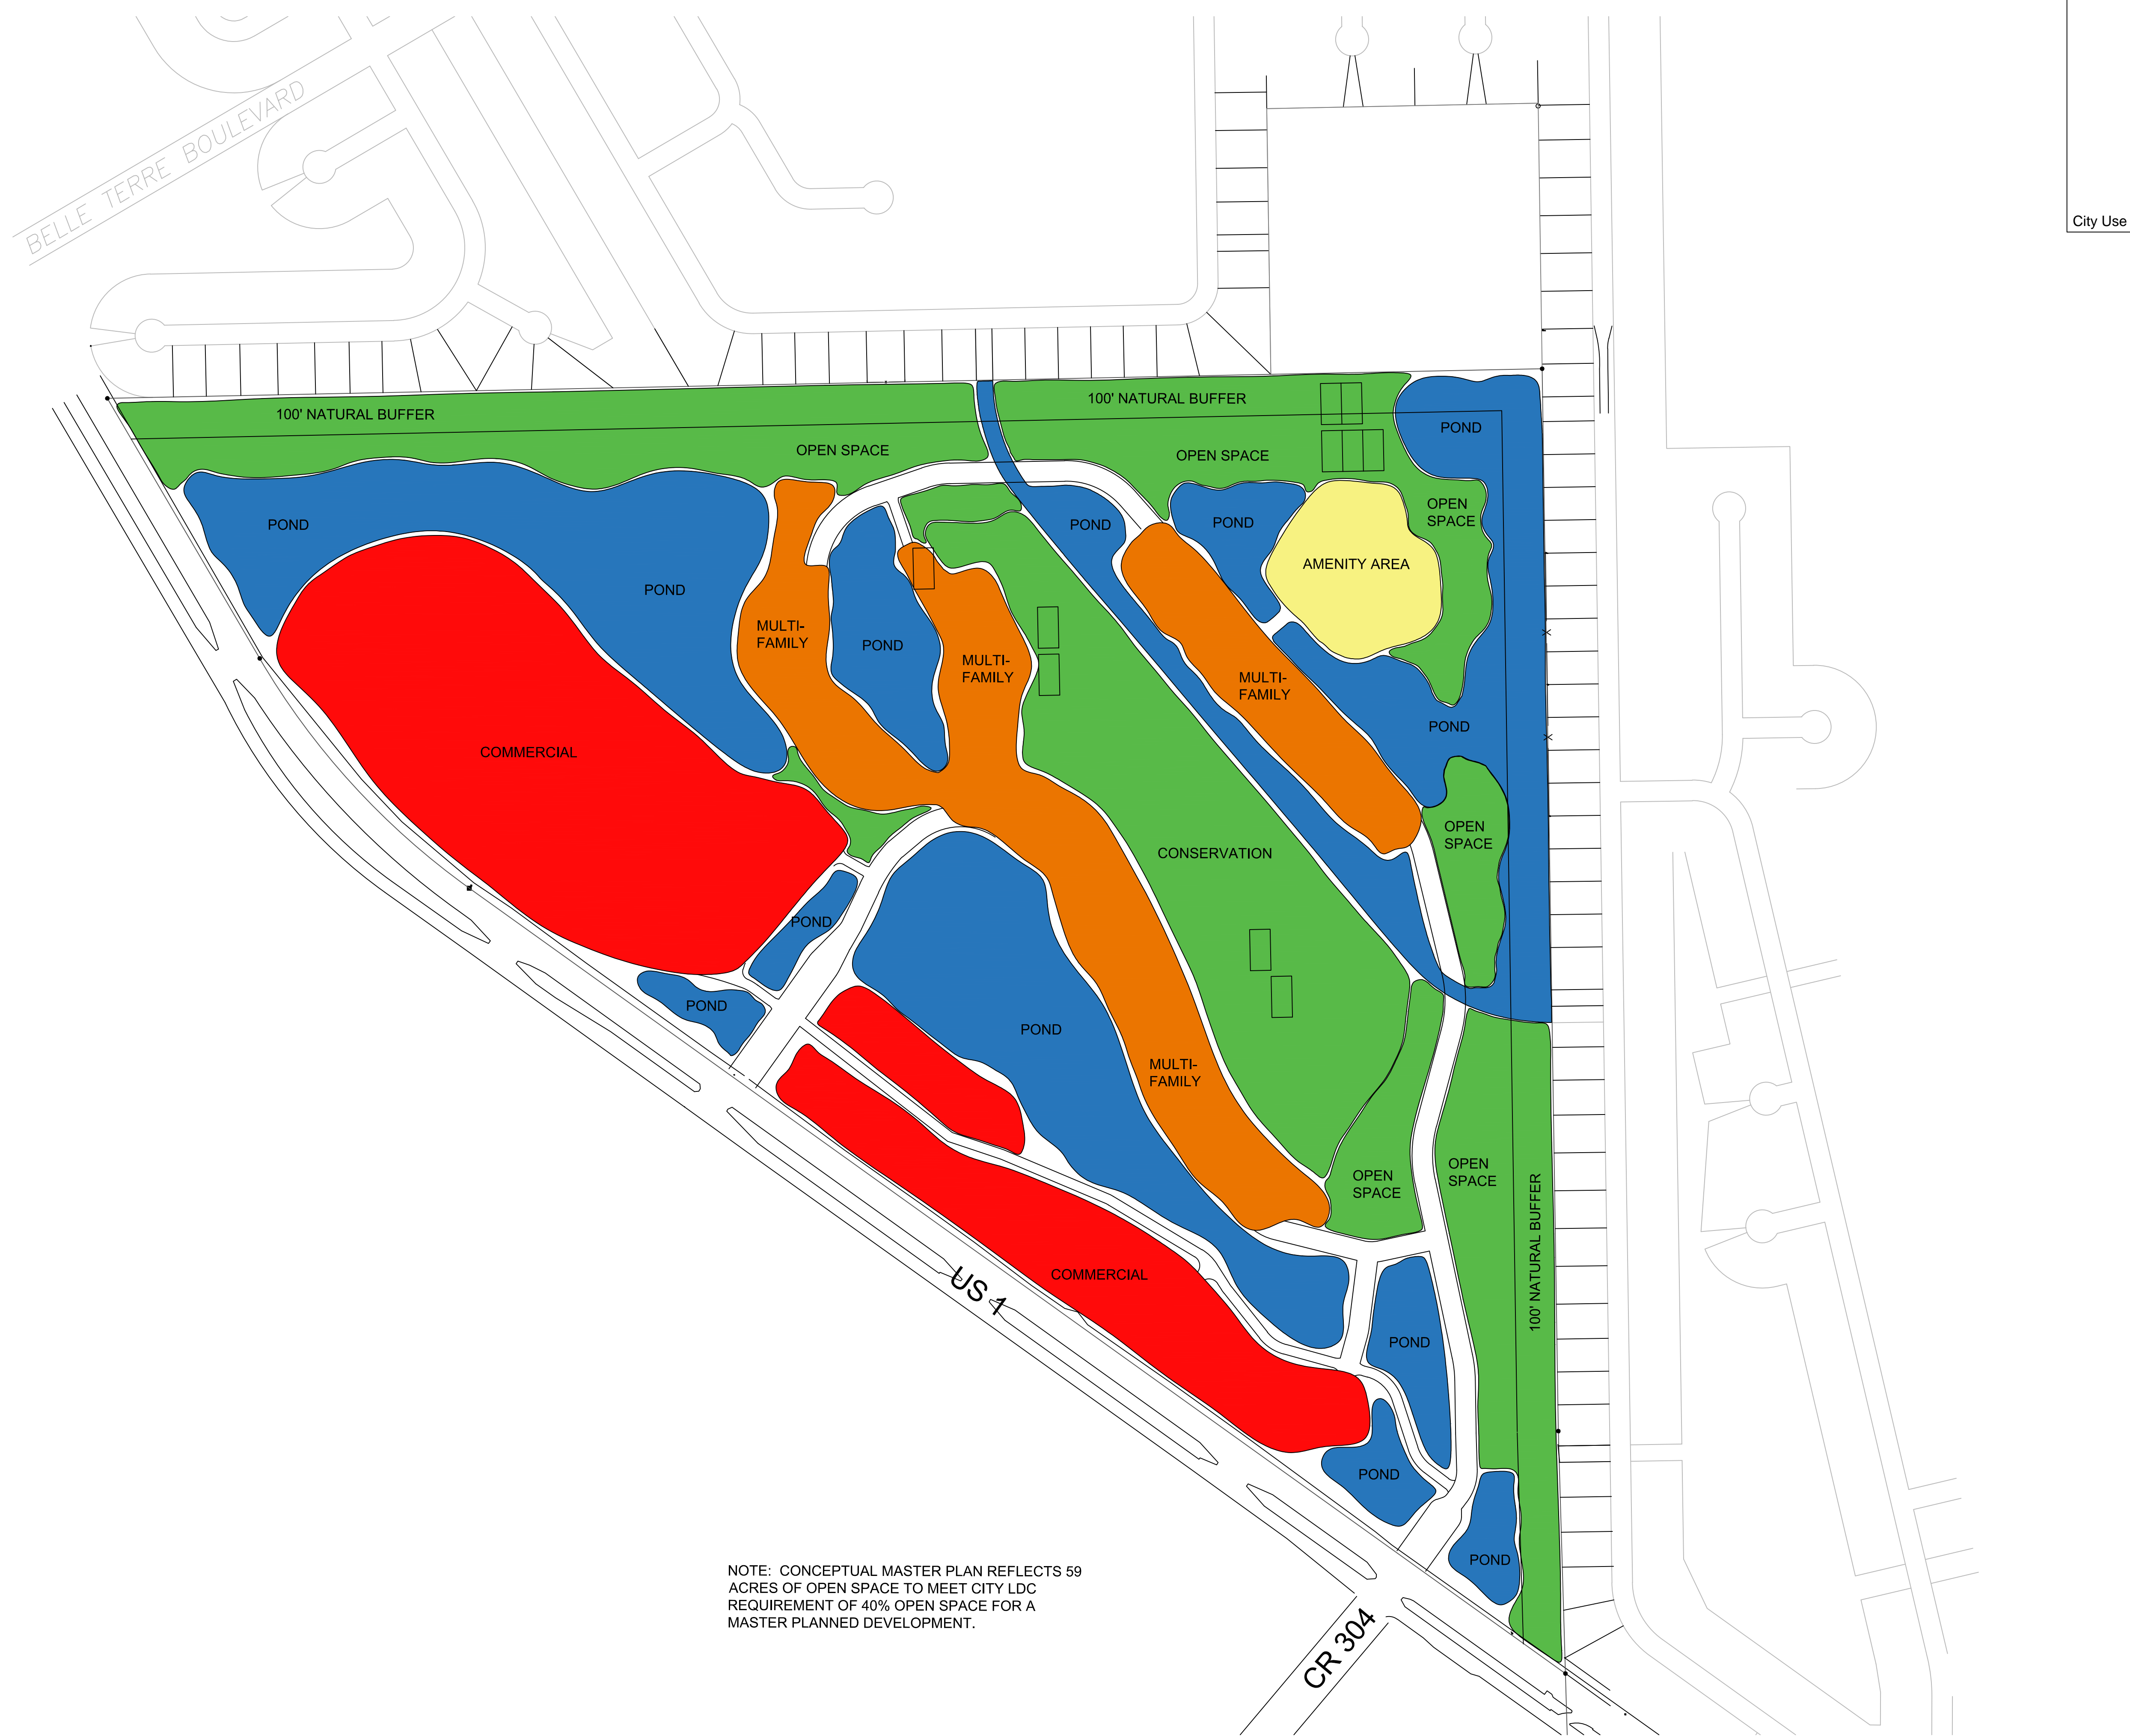 BELLE TERRE BOULEVARD
City Use
100' NATURAL BUFFER
100' NATURAL BUFFER
OPEN SPACE
OPEN SPACE
POND
POND
POND
POND
OPEN
SPACE
POND
AMENITY AREA
MULTI-
FAMILY
POND
MULTI-
FAMILY
MULTI-
FAMILY
POND
COMMERCIAL
OPEN
SPACE
CONSERVATION
POND
POND
POND
MULTI-
FAMILY
OPEN
SPACE
OPEN
SPACE
100' NATURAL BUFFER
COMMERCIAL
US 1
POND
POND
POND
NOTE: CONCEPTUAL MASTER PLAN REFLECTS 59
ACRES OF OPEN SPACE TO MEET CITY LDC
REQUIREMENT OF 40% OPEN SPACE FOR A
MASTER PLANNED DEVELOPMENT.
CR 304